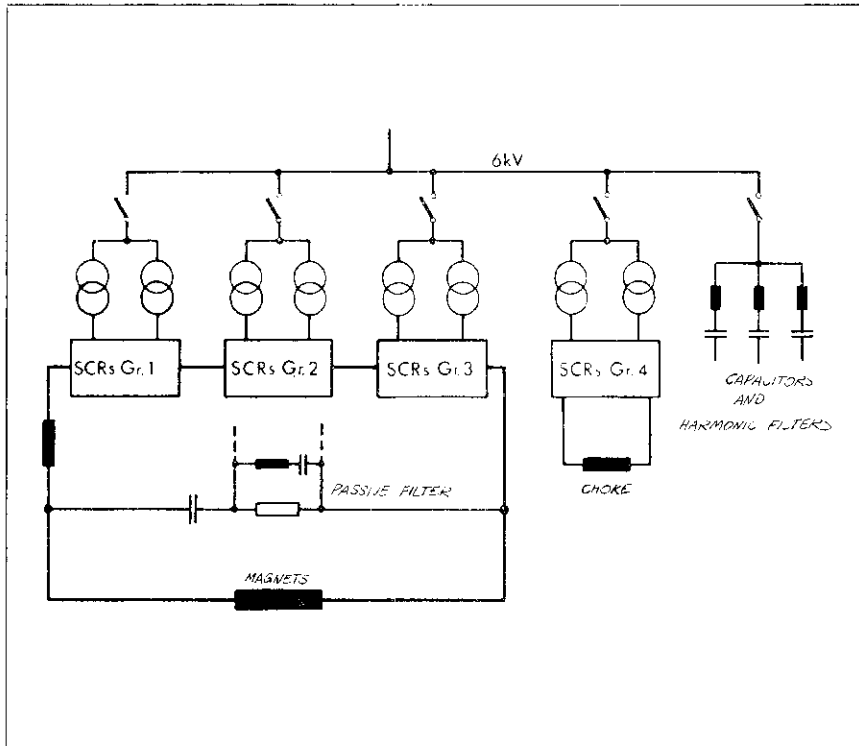 6kV
SCRs Gr.1
SCRs Gr.2
SCRs Gr.3
SCRs Gr. 4
CAPACITORS
AND
HARMONIC FILTERS
PASSIVE FILTER
CHOKE
MAGNETS